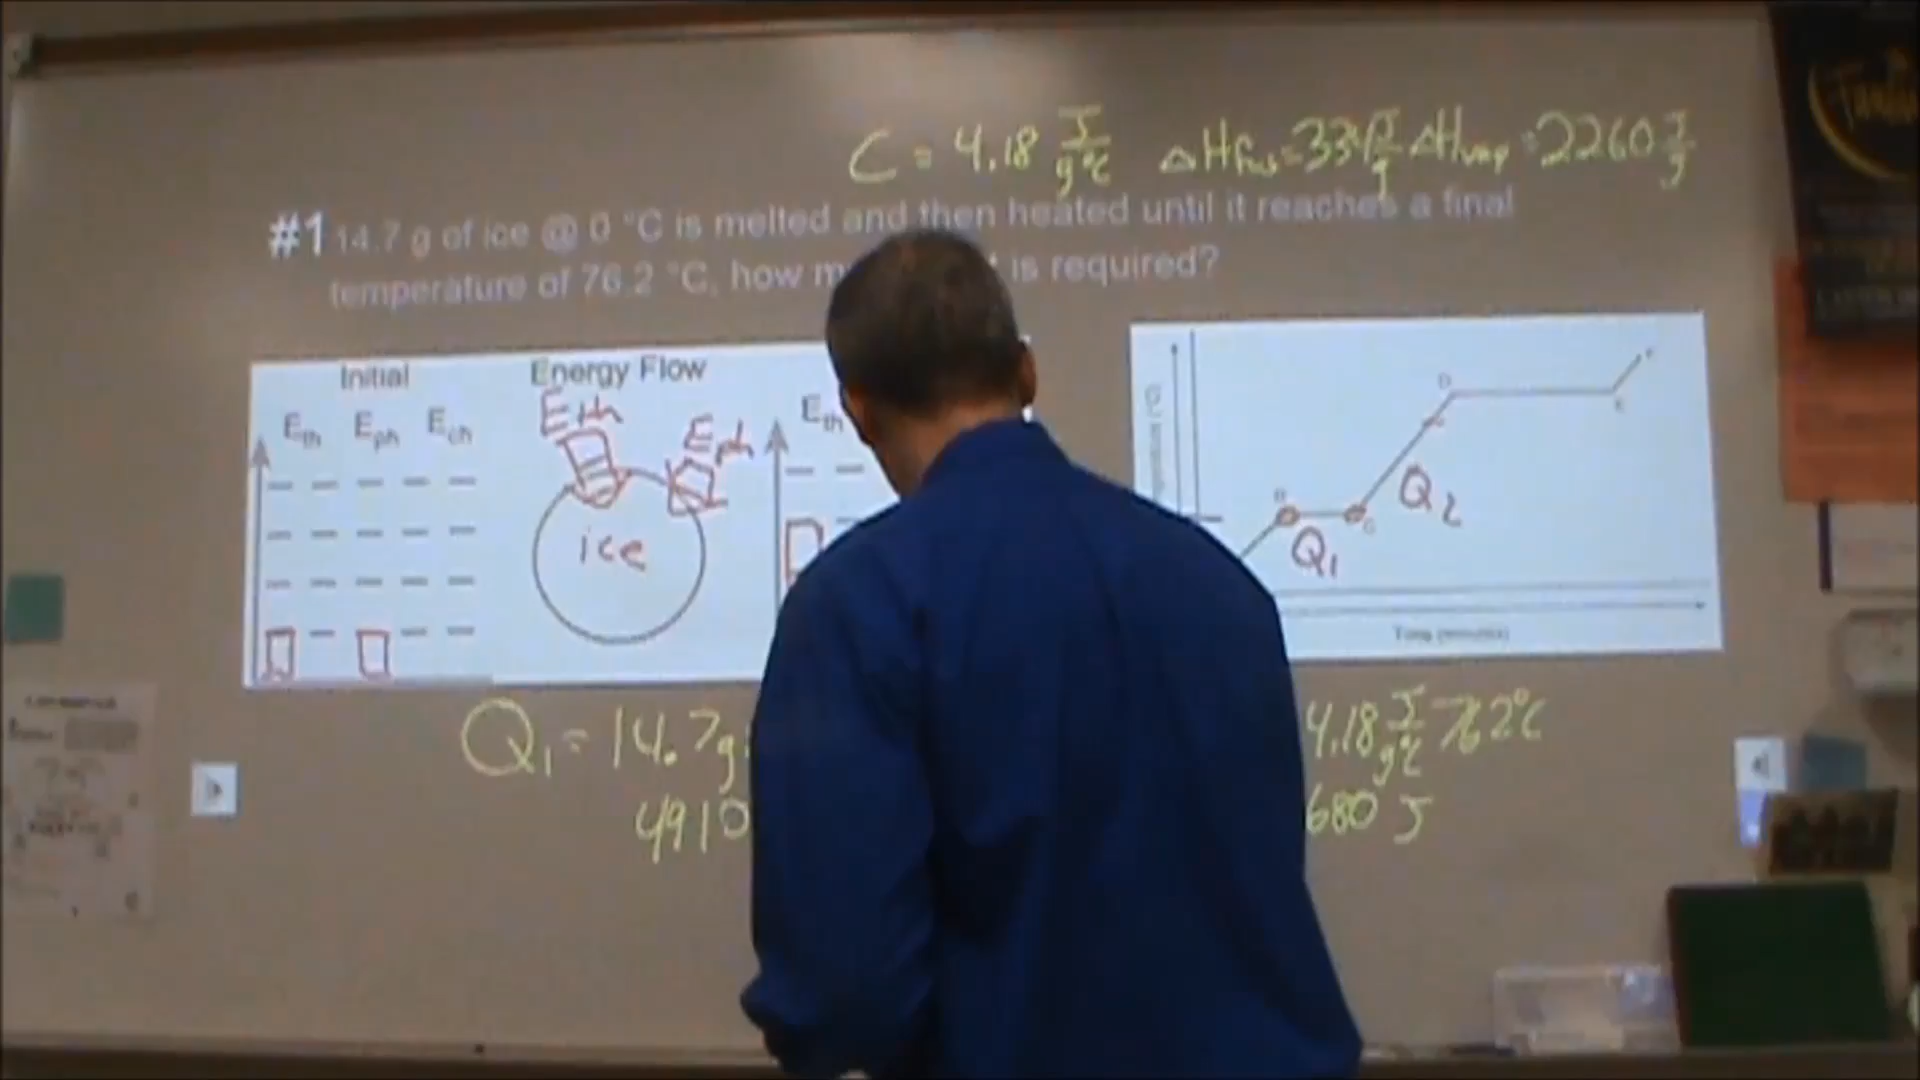 C = 4.18 J/g°C ΔHfus = 334 J/g ΔHvap = 2260 J/g
#1 14.7 g of ice @ 0 °C is melted and then heated until it reaches a final
temperature of 76.2 °C, how is required?
Initial Energy Flow
Eth Eph Ech
Eth Eph
Eth
ice
B
C
D
Q1
Q2
Time (minutes)
Q1 = 14.7g
4.18 J/g°C 76.2°C
4910
680 J